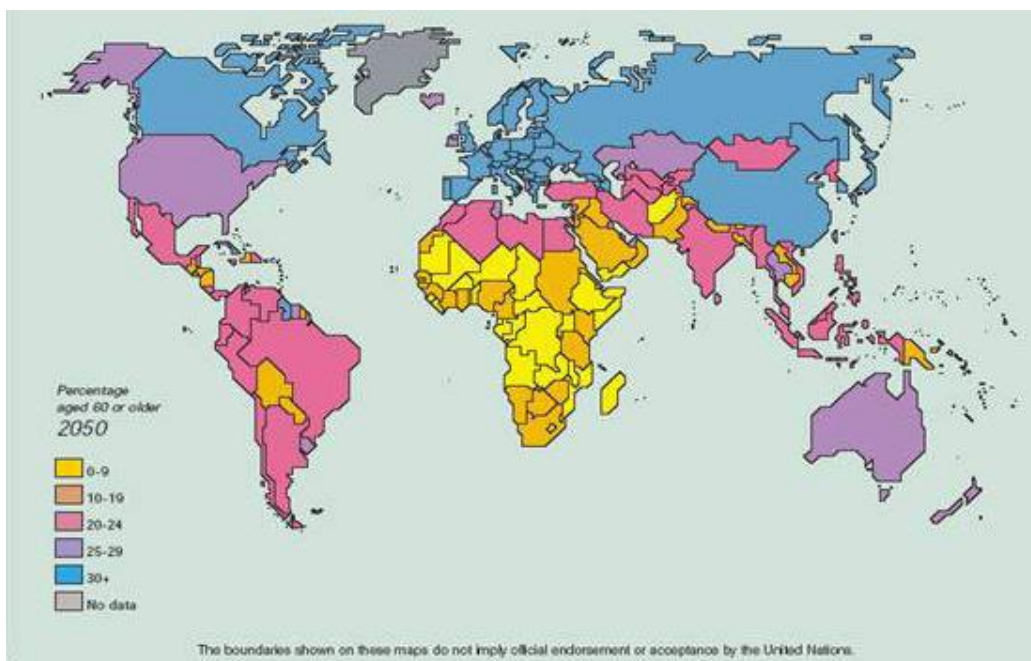 Percentage
aged 60 or older
2050
0-9
10-19
20-24
25-29
30+
No data
The boundaries shown on these maps do not imply official endorsement or acceptance by the United Nations.